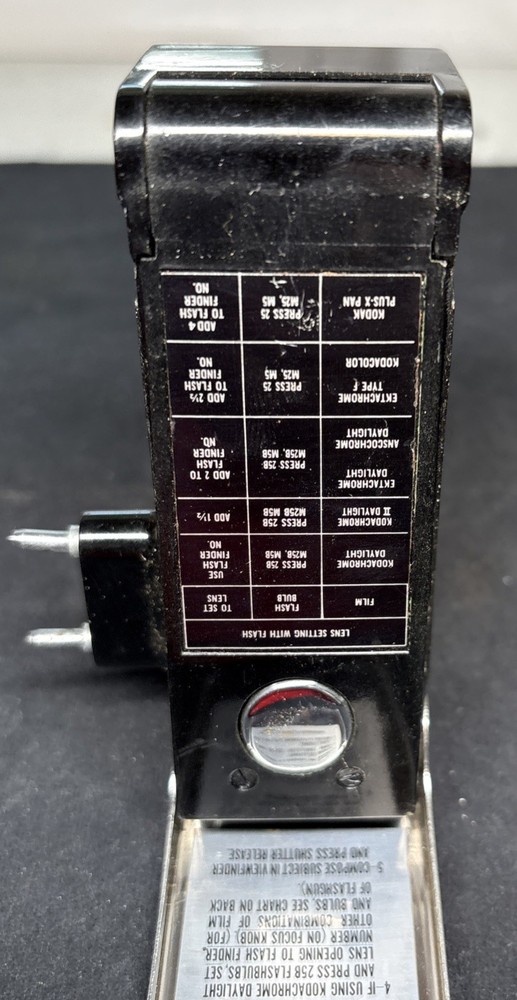 4-IF USING KODACHROME DAYLIGHT
AND PRESS 25B FLASHBULBS, SET
LENS OPENING TO FLASH FINDER
NUMBER (ON FOCUS KNOB) (FOR
OTHER COMBINATIONS OF FILM
AND BULBS, SEE CHART ON BACK
OF FLASHGUN).
5-COMPOSE SUBJECT IN VIEWFINDER
AND PRESS SHUTTER RELEASE
LENS SETTING WITH FLASH
FILM
FLASH
BULB
TO SET
LENS
KODACHROME
DAYLIGHT
PRESS 25B
M25B, M5B
USE
FLASH
FINDER
NO.
KODACHROME
II DAYLIGHT
PRESS 25B
M25B M5B
ADD 1½
EKTACHROME
DAYLIGHT
ANSCOCHROME
DAYLIGHT
PRESS 25B
M25B, M5B
ADD 2 TO
FLASH
FINDER
NO.
EKTACHROME
TYPE F
KODACOLOR
PRESS 25
M25, M5
ADD 2½
TO FLASH
FINDER
NO.
KODAK
PLUS-X PAN
PRESS 25
M25, M5
ADD 4
TO FLASH
FINDER
NO.